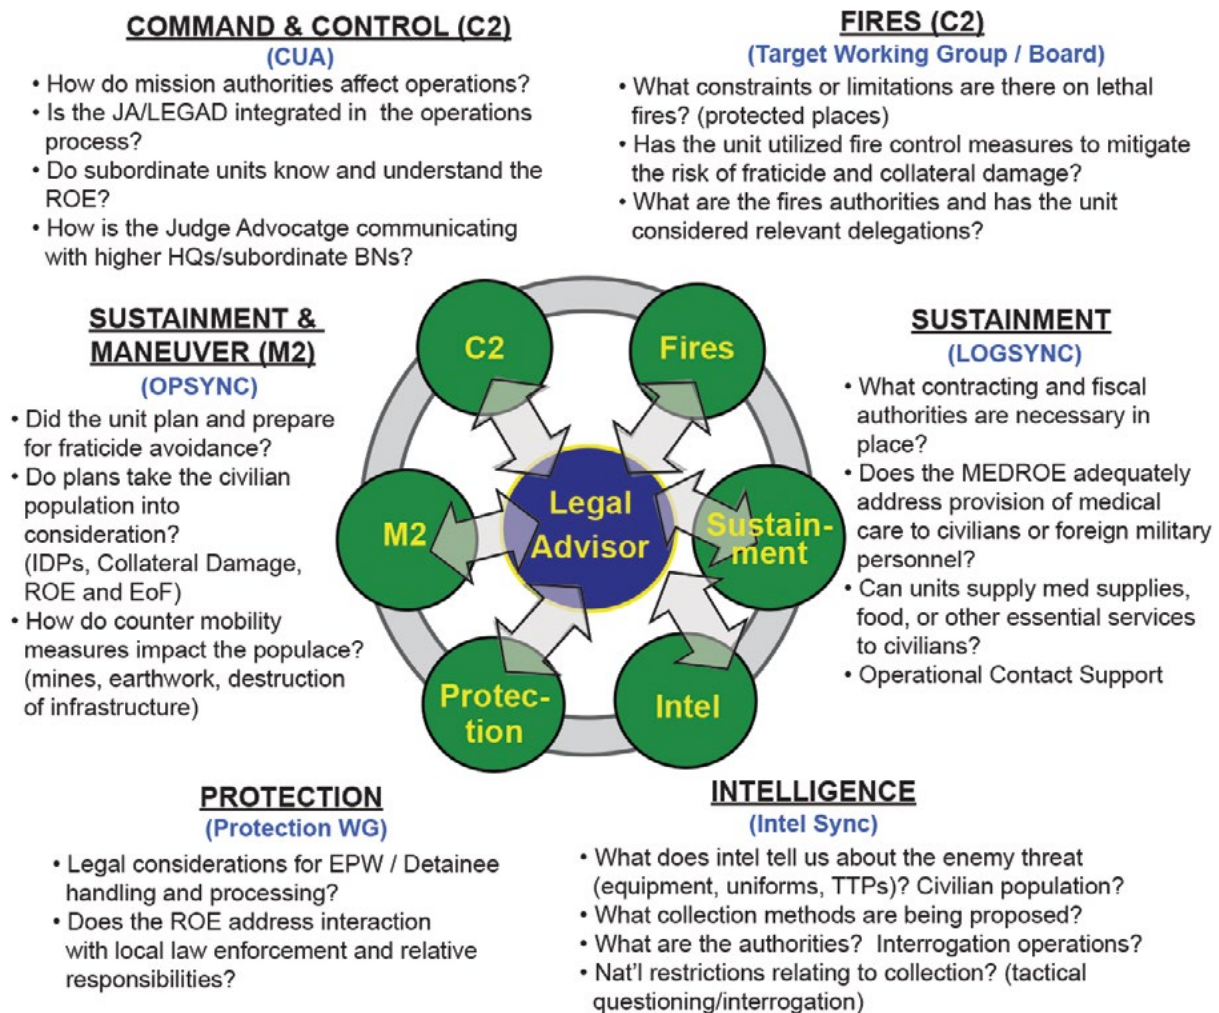 COMMAND & CONTROL (C2)
(CUA)
• How do mission authorities affect operations?
• Is the JA/LEGAD integrated in the operations
process?
• Do subordinate units know and understand the
ROE?
• How is the Judge Advocatge communicating
with higher HQs/subordinate BNs?
FIRES (C2)
(Target Working Group / Board)
• What constraints or limitations are there on lethal
fires? (protected places)
• Has the unit utilized fire control measures to mitigate
the risk of fraticide and collateral damage?
• What are the fires authorities and has the unit
considered relevant delegations?
SUSTAINMENT &
MANEUVER (M2)
(OPSYNC)
• Did the unit plan and prepare
for fraticide avoidance?
• Do plans take the civilian
population into
consideration?
(IDPs, Collateral Damage,
ROE and EoF)
• How do counter mobility
measures impact the populace?
(mines, earthwork, destruction
of infrastructure)
C2
Fires
M2
Legal
Advisor
Sustain-
ment
Protec-
tion
Intel
SUSTAINMENT
(LOGSYNC)
• What contracting and fiscal
authorities are necessary in
place?
• Does the MEDROE adequately
address provision of medical
care to civilians or foreign military
personnel?
• Can units supply med supplies,
food, or other essential services
to civilians?
• Operational Contact Support
PROTECTION
(Protection WG)
• Legal considerations for EPW / Detainee
handling and processing?
• Does the ROE address interaction
with local law enforcement and relative
responsibilities?
INTELLIGENCE
(Intel Sync)
• What does intel tell us about the enemy threat
(equipment, uniforms, TTPs)? Civilian population?
• What collection methods are being proposed?
• What are the authorities? Interrogation operations?
• Nat'l restrictions relating to collection? (tactical
questioning/interrogation)